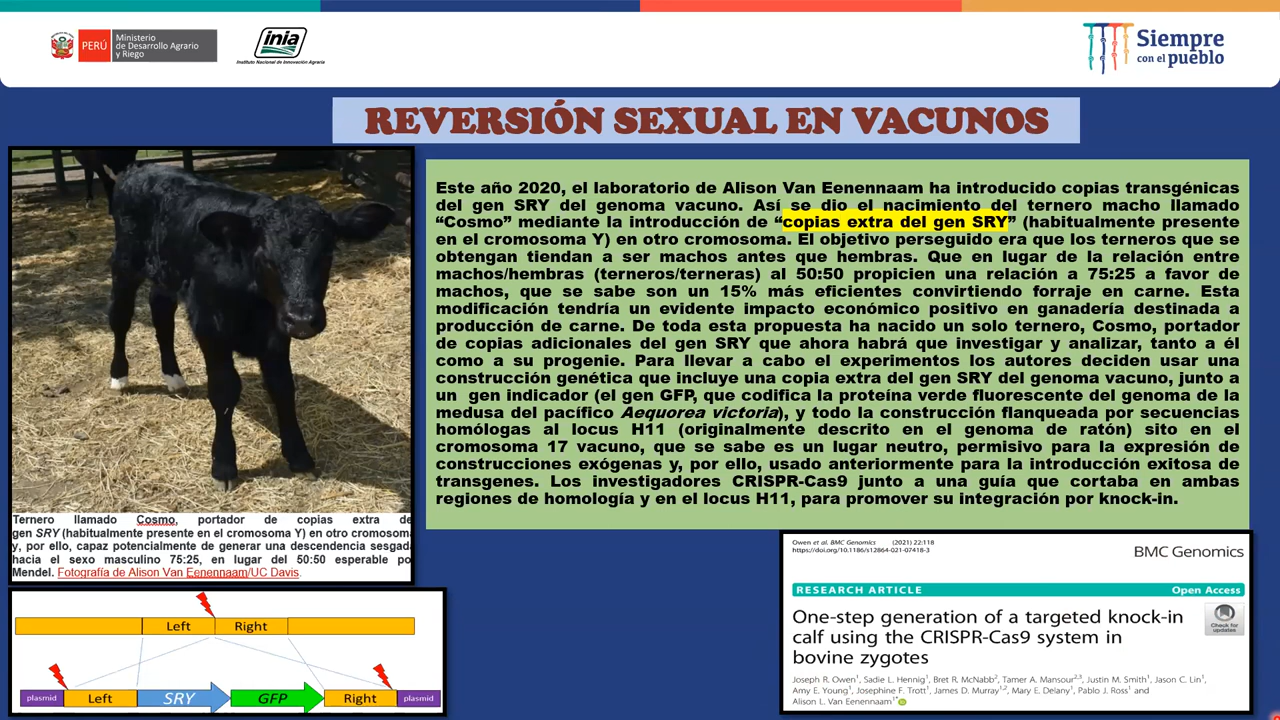 PERÚ
Ministerio
de Desarrollo Agrario
y Riego
inia
Instituto Nacional de Innovación Agraria
Siempre
con el pueblo
REVERSIÓN SEXUAL EN VACUNOS
Este año 2020, el laboratorio de Alison Van Eenennaam ha introducido copias transgénicas
del gen SRY del genoma vacuno. Así se dio el nacimiento del ternero macho llamado
“Cosmo” mediante la introducción de “copias extra del gen SRY” (habitualmente presente
en el cromosoma Y) en otro cromosoma. El objetivo perseguido era que los terneros que se
obtengan tiendan a ser machos antes que hembras. Que en lugar de la relación entre
machos/hembras (terneros/terneras) al 50:50 propicien una relación a 75:25 a favor de
machos, que se sabe son un 15% más eficientes convirtiendo forraje en carne. Esta
modificación tendría un evidente impacto económico positivo en ganadería destinada a
producción de carne. De toda esta propuesta ha nacido un solo ternero, Cosmo, portador
de copias adicionales del gen SRY que ahora habrá que investigar y analizar, tanto a él
como a su progenie. Para llevar a cabo el experimentos los autores deciden usar una
construcción genética que incluye una copia extra del gen SRY del genoma vacuno, junto a
un gen indicador (el gen GFP, que codifica la proteína verde fluorescente del genoma de la
medusa del pacífico Aequorea victoria), y todo la construcción flanqueada por secuencias
homólogas al locus H11 (originalmente descrito en el genoma de ratón) sito en el
cromosoma 17 vacuno, que se sabe es un lugar neutro, permisivo para la expresión de
construcciones exógenas y, por ello, usado anteriormente para la introducción exitosa de
transgenes. Los investigadores CRISPR-Cas9 junto a una guía que cortaba en ambas
regiones de homología y en el locus H11, para promover su integración por knock-in.
Ternero llamado Cosmo, portador de copias extra de
gen SRY (habitualmente presente en el cromosoma Y) en otro cromosoma
y, por ello, capaz potencialmente de generar una descendencia sesgad
hacia el sexo masculino 75:25, en lugar del 50:50 esperable po
Mendel. Fotografía de Alison Van Eenennaam/UC Davis.
Left Right
plasmid Left SRY GFP Right plasmid
Owen et al. BMC Genomics (2021) 22:118
https://doi.org/10.1186/s12864-021-07418-3
BMC Genomics
RESEARCH ARTICLE Open Access
One-step generation of a targeted knock-in
calf using the CRISPR-Cas9 system in
bovine zygotes
Check for
updates
Joseph R. Owen1, Sadie L. Hennig1, Bret R. McNabb2, Tamer A. Mansour2,3, Justin M. Smith1, Jason C. Lin1,
Amy E. Young1, Josephine F. Trott1, James D. Murray1,2, Mary E. Delany1, Pablo J. Ross1 and
Alison L. Van Eenennaam1*